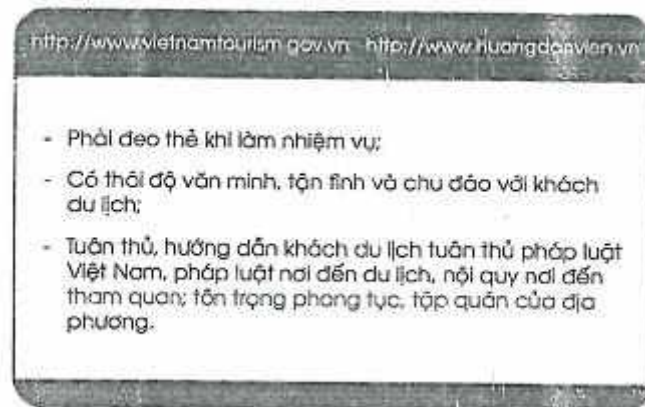 http://www.vietnamtourism.gov.vn http://www.huongdanvien.vn
- Phải đeo thẻ khi làm nhiệm vụ;
- Có thái độ văn minh, tận tình và chu đáo với khách
du lịch;
- Tuân thủ, hướng dẫn khách du lịch tuân thủ pháp luật
Việt Nam, pháp luật nơi đến du lịch, nội quy nơi đến
tham quan; tôn trọng phong tục, tập quán của địa
phương.